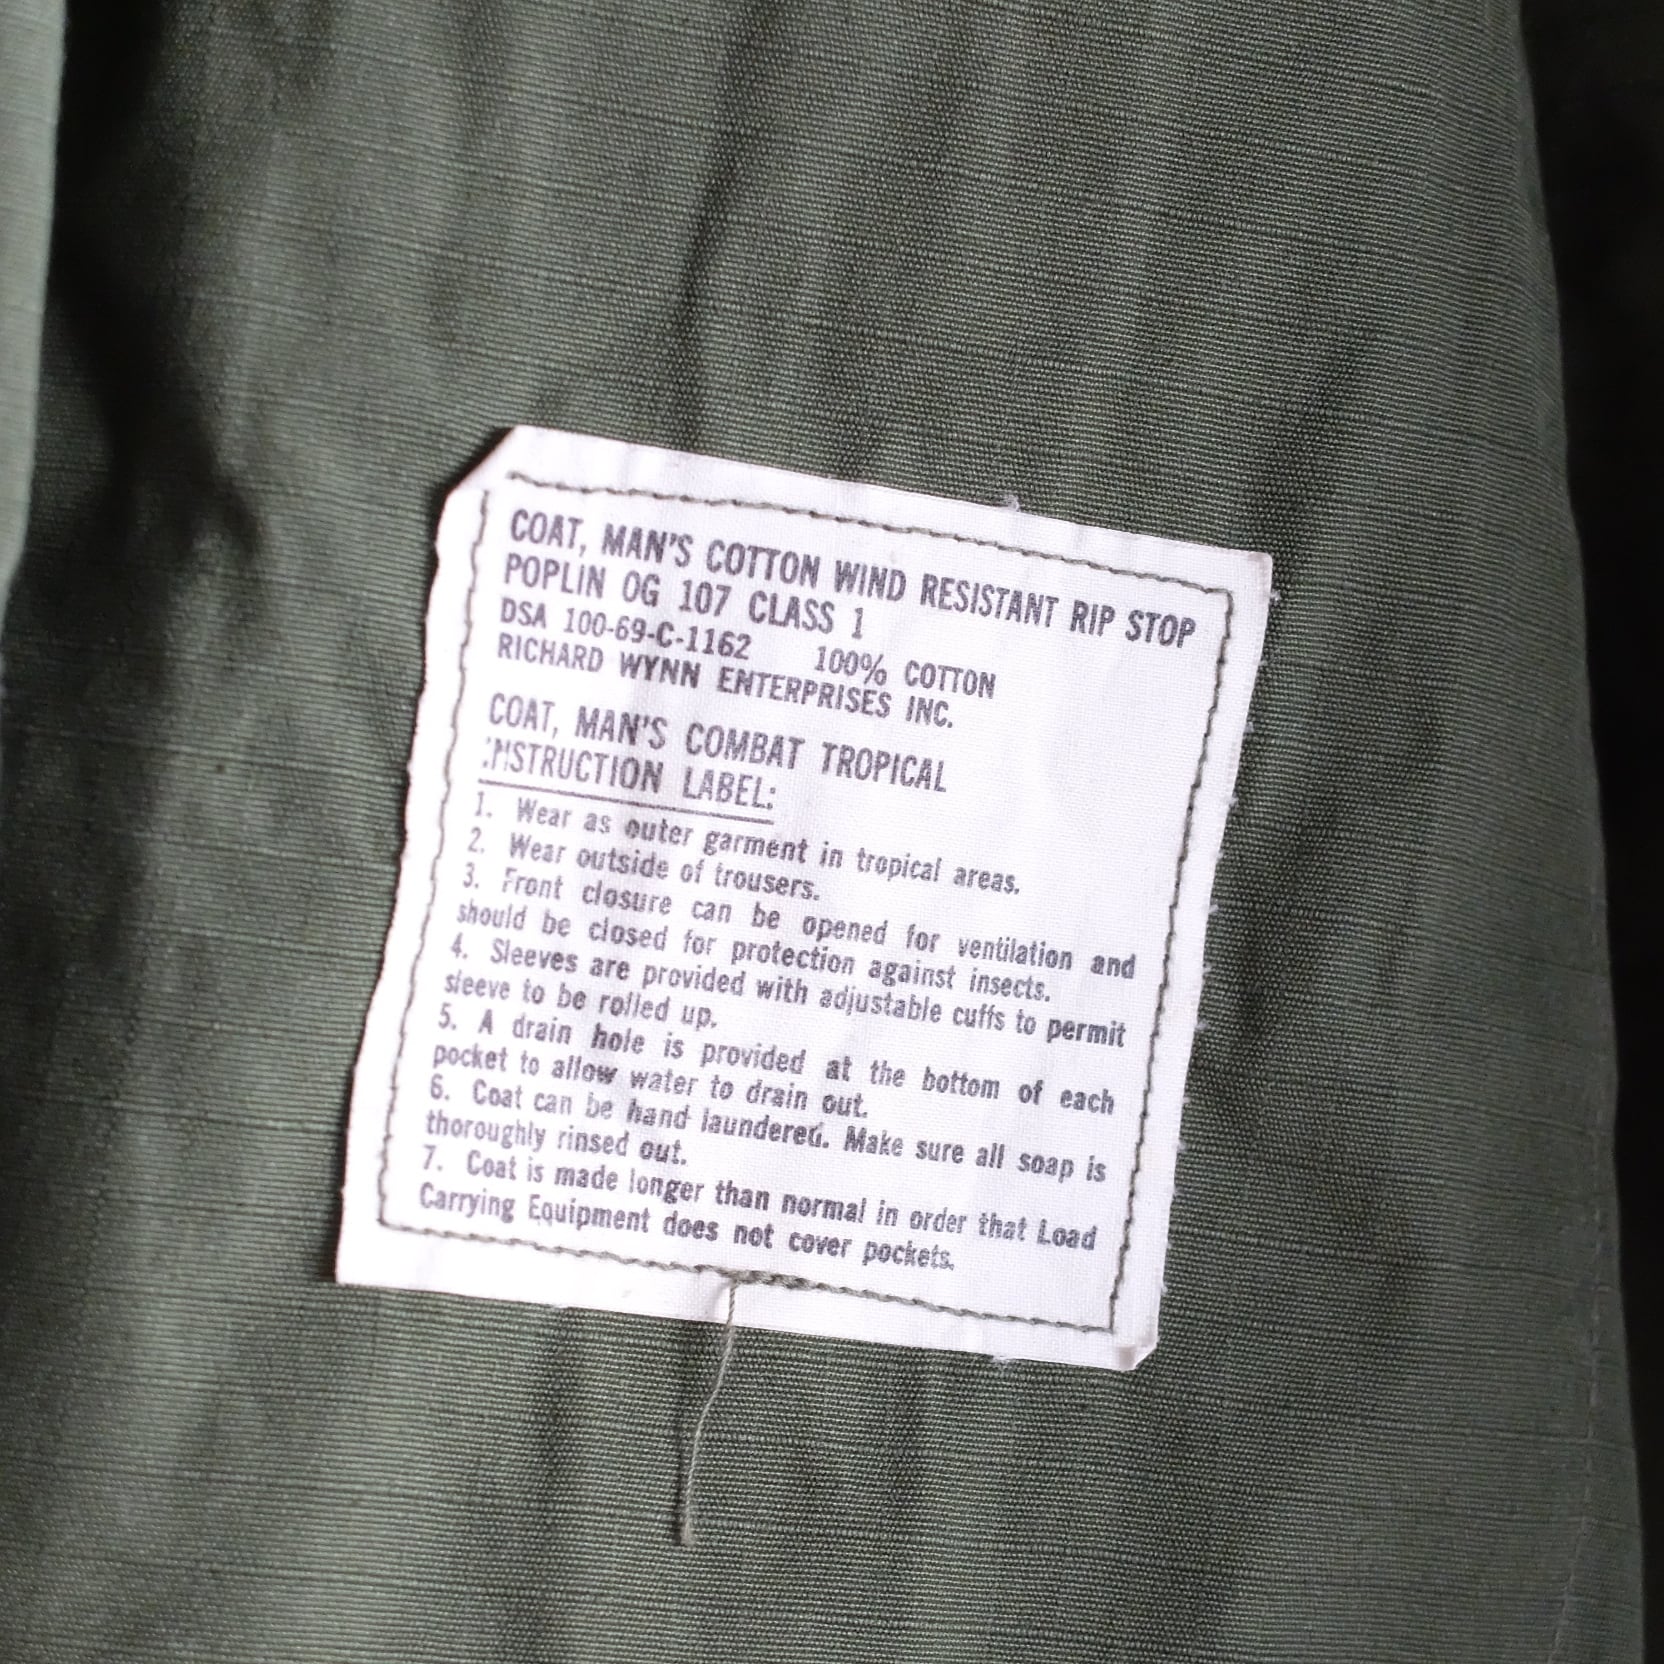 COAT, MAN'S COTTON WIND RESISTANT RIP STOP
POPLIN OG 107 CLASS 1
DSA 100-69-C-1162 100% COTTON
RICHARD WYNN ENTERPRISES INC.
COAT, MAN'S COMBAT TROPICAL
INSTRUCTION LABEL:
1. Wear as outer garment in tropical areas.
2. Wear outside of trousers.
3. Front closure can be opened for ventilation and
should be closed for protection against insects.
4. Sleeves are provided with adjustable cuffs to permit
sleeve to be rolled up.
5. A drain hole is provided at the bottom of each
pocket to allow water to drain out.
6. Coat can be hand laundered. Make sure all soap is
thoroughly rinsed out.
7. Coat is made longer than normal in order that Load
Carrying Equipment does not cover pockets.